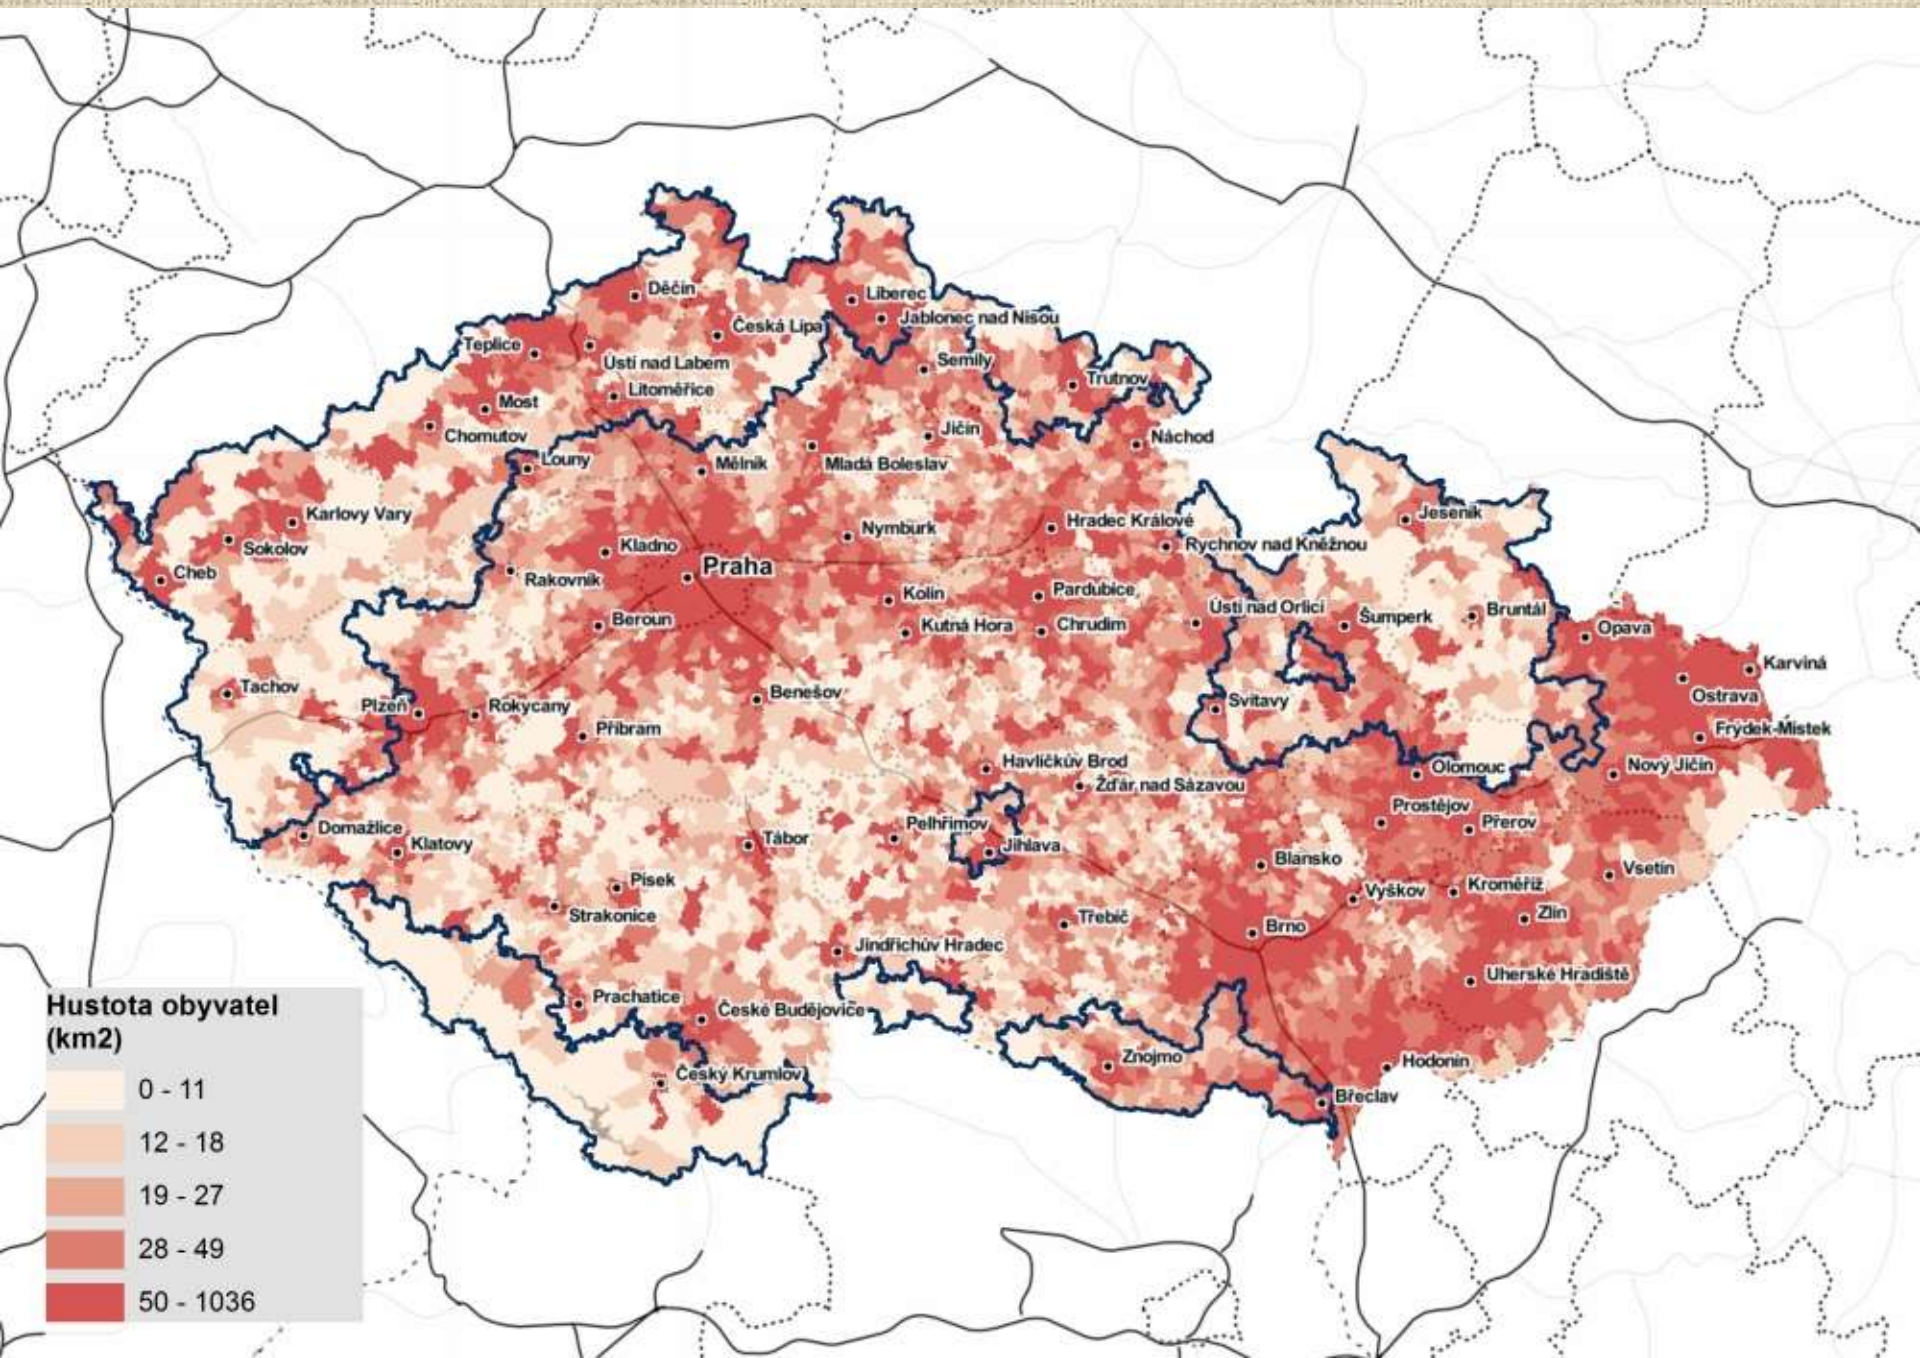 Děčín
Liberec
Jablonec nad Nisou
Česká Lípa
Teplice
Ústí nad Labem
Semily
Trutnov
Litoměřice
Most
Chomutov
Jičín
Náchod
Louny
Mělník
Mladá Boleslav
Karlovy Vary
Jeseník
Sokolov
Nymburk
Hradec Králové
Kladno
Rychnov nad Kněžnou
Cheb
Praha
Rakovník
Kolín
Pardubice
Ústí nad Orlicí
Šumperk
Bruntál
Beroun
Kutná Hora
Chrudim
Opava
Karviná
Tachov
Benešov
Ostrava
Plzeň
Rokycany
Svitavy
Příbram
Frýdek-Místek
Havlíčkův Brod
Olomouc
Nový Jičín
Žďár nad Sázavou
Prostějov
Přerov
Domažlice
Klatovy
Tábor
Pelhřimov
Jihlava
Blansko
Vsetín
Písek
Vyškov
Kroměříž
Strakonice
Třebíč
Zlín
Brno
Jindřichův Hradec
Uherské Hradiště
Prachatice
České Budějovice
Znojmo
Hodonín
Český Krumlov
Břeclav
Hustota obyvatel
(km2)
0 - 11
12 - 18
19 - 27
28 - 49
50 - 1036